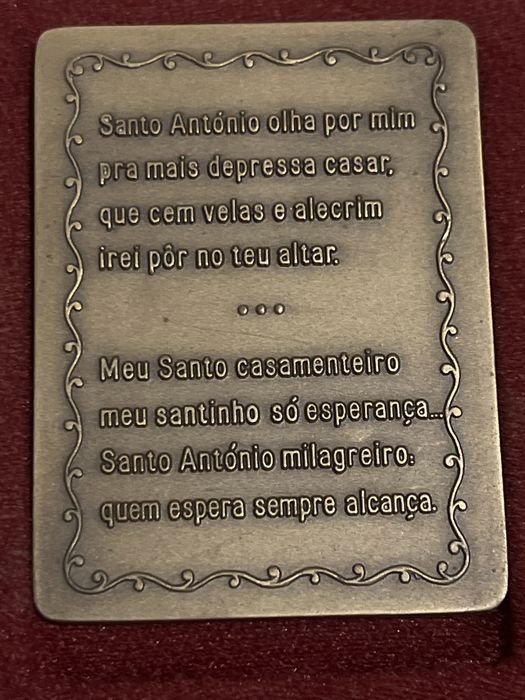 Santo António olha por mim
pra mais depressa casar,
que cem velas e alecrim
irei pôr no teu altar.
•••
Meu Santo casamenteiro
meu santinho só esperança...
Santo António milagreiro:
quem espera sempre alcança.